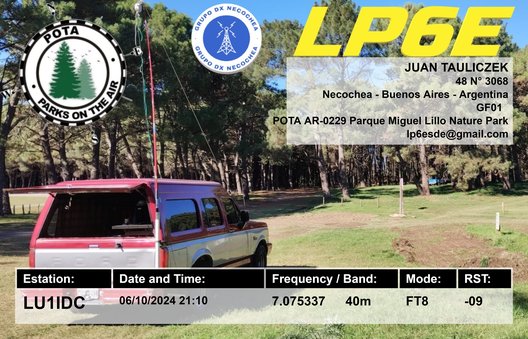 POTA
PARKS ON THE AIR
GRUPO DX NECOCHEA
GRUPO DX NECOCHEA
LP6E
JUAN TAULICZEK
48 N° 3068
Necochea - Buenos Aires - Argentina
GF01
POTA AR-0229 Parque Miguel Lillo Nature Park
lp6esde@gmail.com
Estation: Date and Time: Frequency / Band: Mode: RST:
LU1IDC 06/10/2024 21:10 7.075337 40m FT8 -09